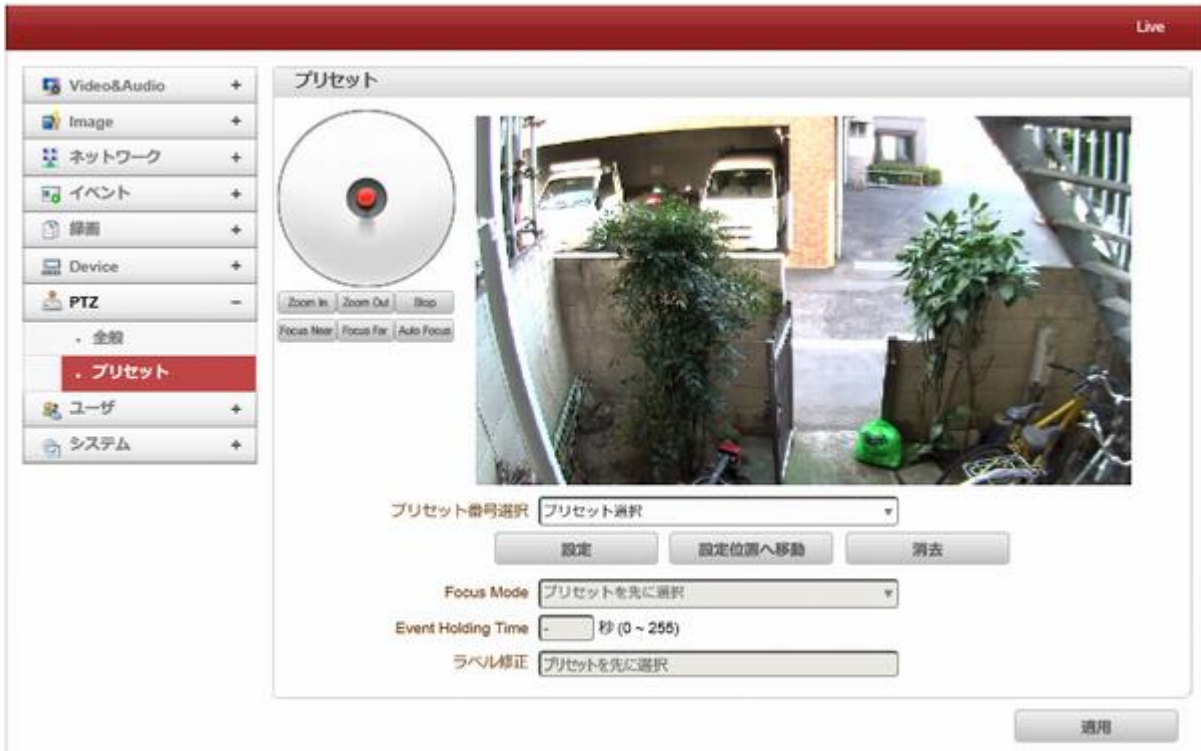 Live
Video&Audio +
Image +
ネットワーク +
イベント +
録画 +
Device +
PTZ -
. 全般
. プリセット
ユーザ +
システム +
プリセット
Zoom In Zoom Out Stop
Focus Near Focus Far Auto Focus
プリセット番号選択 プリセット選択
設定 設定位置へ移動 消去
Focus Mode プリセットを先に選択
Event Holding Time - 秒 (0 ~ 255)
ラベル修正 プリセットを先に選択
適用